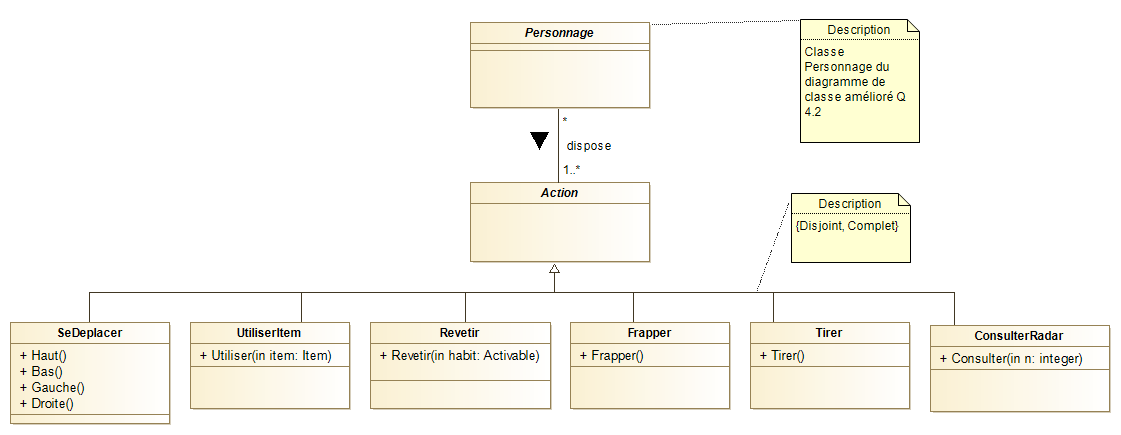 Personnage
Description
Classe
Personnage du
diagramme de
classe amélioré Q
4.2
*
dispose
1..*
Action
Description
{Disjoint, Complet}
SeDeplacer
+ Haut()
+ Bas()
+ Gauche()
+ Droite()
UtiliserItem
+ Utiliser(in item: Item)
Revetir
+ Revetir(in habit: Activable)
Frapper
+ Frapper()
Tirer
+ Tirer()
ConsulterRadar
+ Consulter(in n: integer)